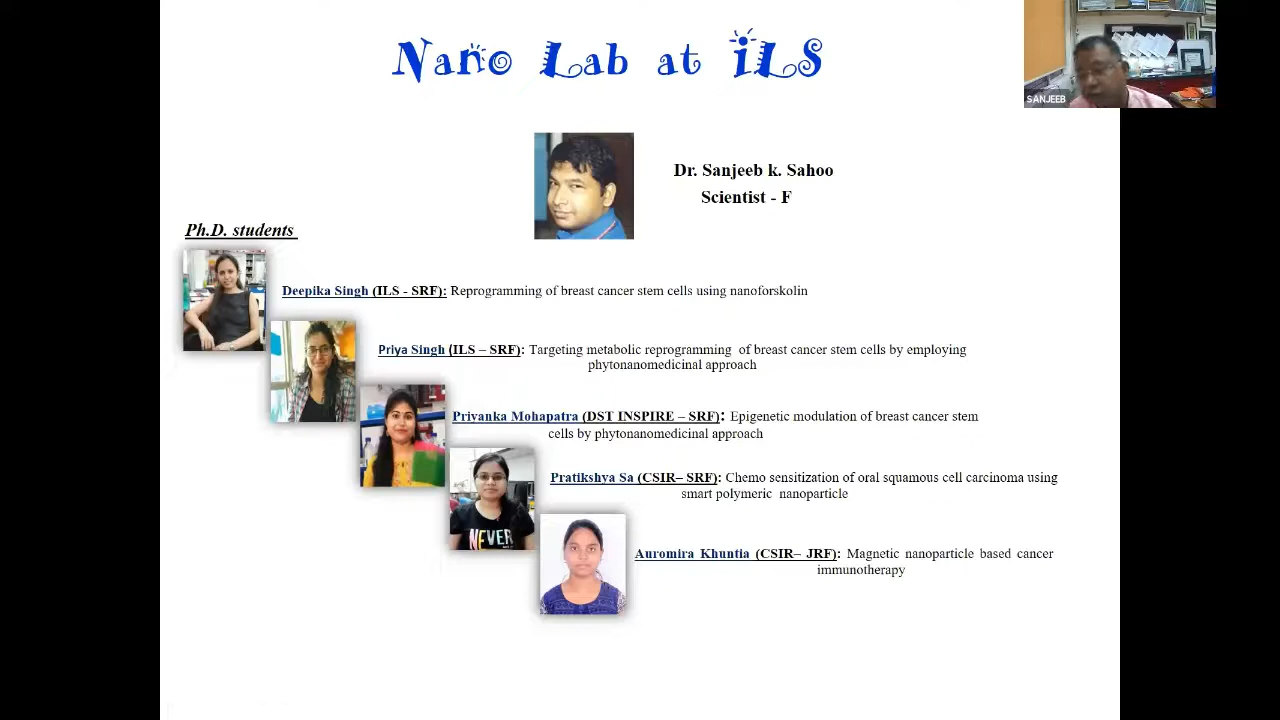 Nano Lab at iLS
SANJEEB
Dr. Sanjeeb k. Sahoo
Scientist - F
Ph.D. students
Deepika Singh (ILS - SRF): Reprogramming of breast cancer stem cells using nanoforskolin
Priya Singh (ILS – SRF): Targeting metabolic reprogramming of breast cancer stem cells by employing
phytonanomedicinal approach
Priyanka Mohapatra (DST INSPIRE – SRF): Epigenetic modulation of breast cancer stem
cells by phytonanomedicinal approach
Pratikshya Sa (CSIR– SRF): Chemo sensitization of oral squamous cell carcinoma using
smart polymeric nanoparticle
NEVER
Auromira Khuntia (CSIR– JRF): Magnetic nanoparticle based cancer
immunotherapy